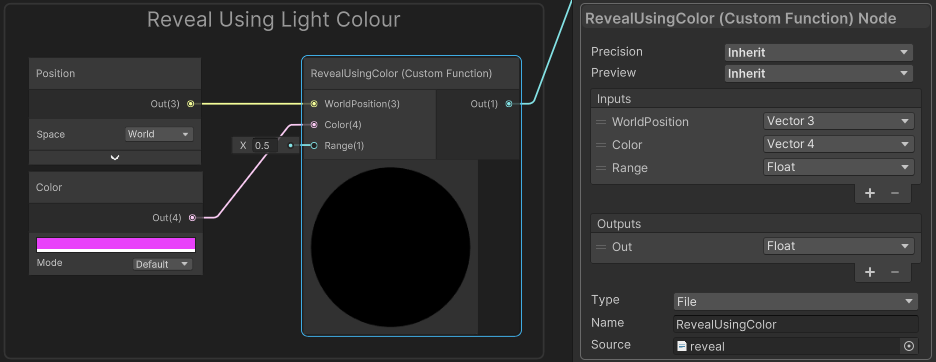 Reveal Using Light Colour
Position
Out(3)
Space World
Color
Out(4)
Mode Default
X 0.5
RevealUsingColor (Custom Function)
WorldPosition(3) Out(1)
Color(4)
Range(1)
RevealUsingColor (Custom Function) Node
Precision Inherit
Preview Inherit
Inputs
WorldPosition Vector 3
Color Vector 4
Range Float
+ −
Outputs
Out Float
+ −
Type File
Name RevealUsingColor
Source reveal